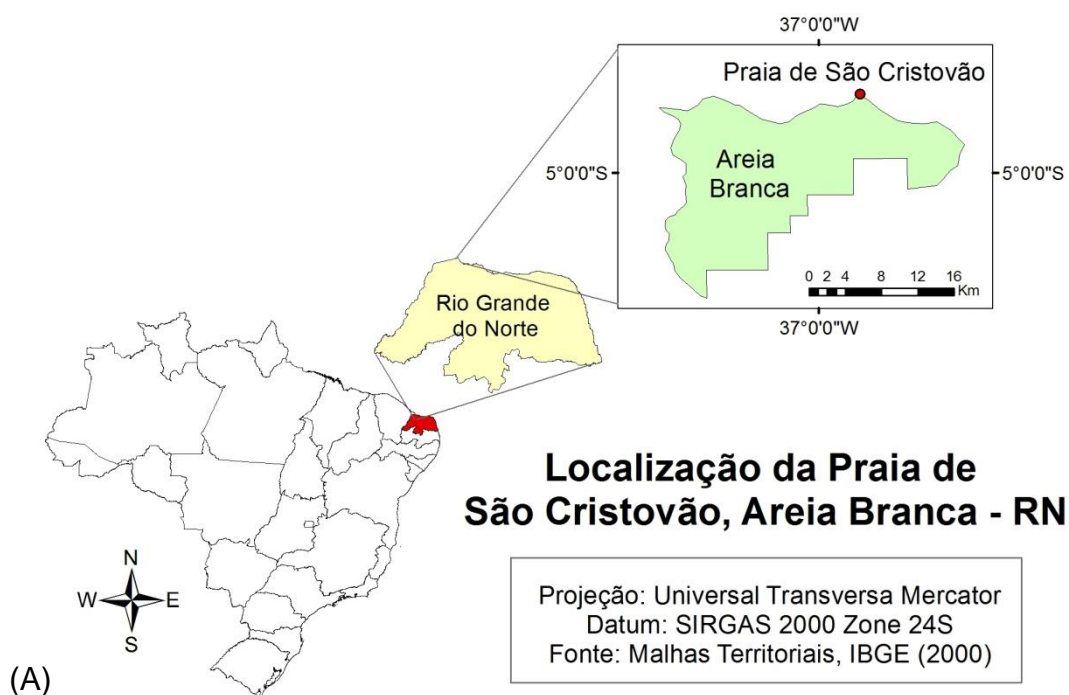 37°0'0"W
Praia de São Cristovão
Areia
Branca
5°0'0"S
5°0'0"S
0 2 4 8 12 16
Km
37°0'0"W
Rio Grande
do Norte
Localização da Praia de
São Cristovão, Areia Branca - RN
N
W
E
S
Projeção: Universal Transversa Mercator
Datum: SIRGAS 2000 Zone 24S
Fonte: Malhas Territoriais, IBGE (2000)
(A)